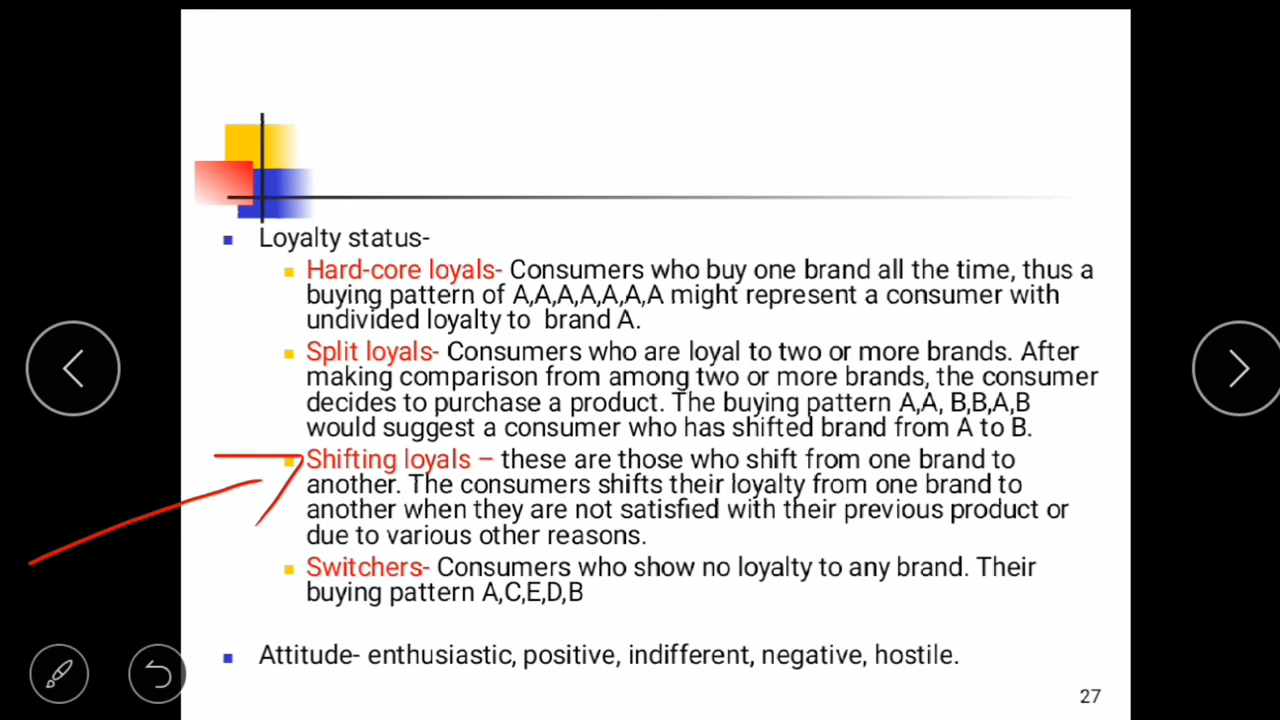 Loyalty status-
Hard-core loyals- Consumers who buy one brand all the time, thus a
buying pattern of A,A,A,A,A,A,A might represent a consumer with
undivided loyalty to brand A.
Split loyals- Consumers who are loyal to two or more brands. After
making comparison from among two or more brands, the consumer
decides to purchase a product. The buying pattern A,A, B,B,A,B
would suggest a consumer who has shifted brand from A to B.
Shifting loyals – these are those who shift from one brand to
another. The consumers shifts their loyalty from one brand to
another when they are not satisfied with their previous product or
due to various other reasons.
Switchers- Consumers who show no loyalty to any brand. Their
buying pattern A,C,E,D,B
Attitude- enthusiastic, positive, indifferent, negative, hostile.
27